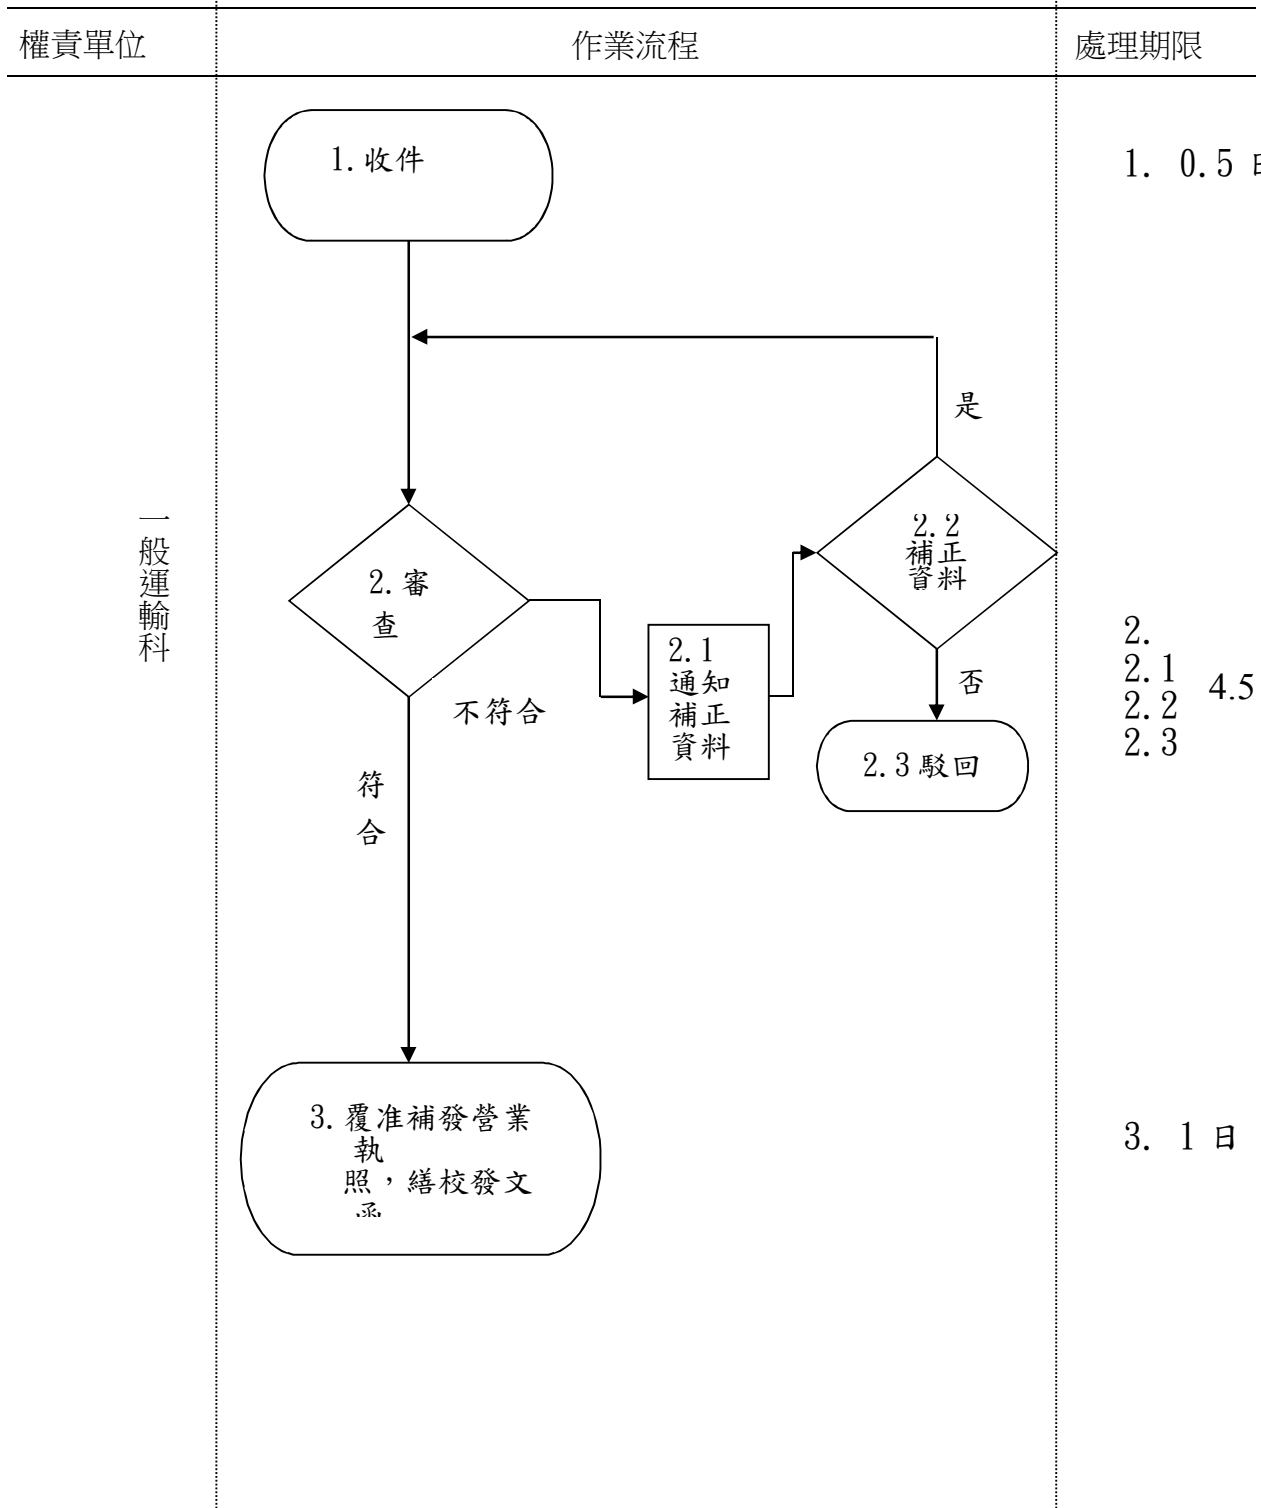 權責單位
作業流程
處理期限
1.收件
1. 0.5
是
一般運輸科
2.2
補正
資料
2.審
查
2.1
通知
補正
資料
不符合
否
2.3駁回
符
合
2.
2.1
2.2
2.3
4.5
3.覆准補發營業
執
照，繕校發文
3. 1日